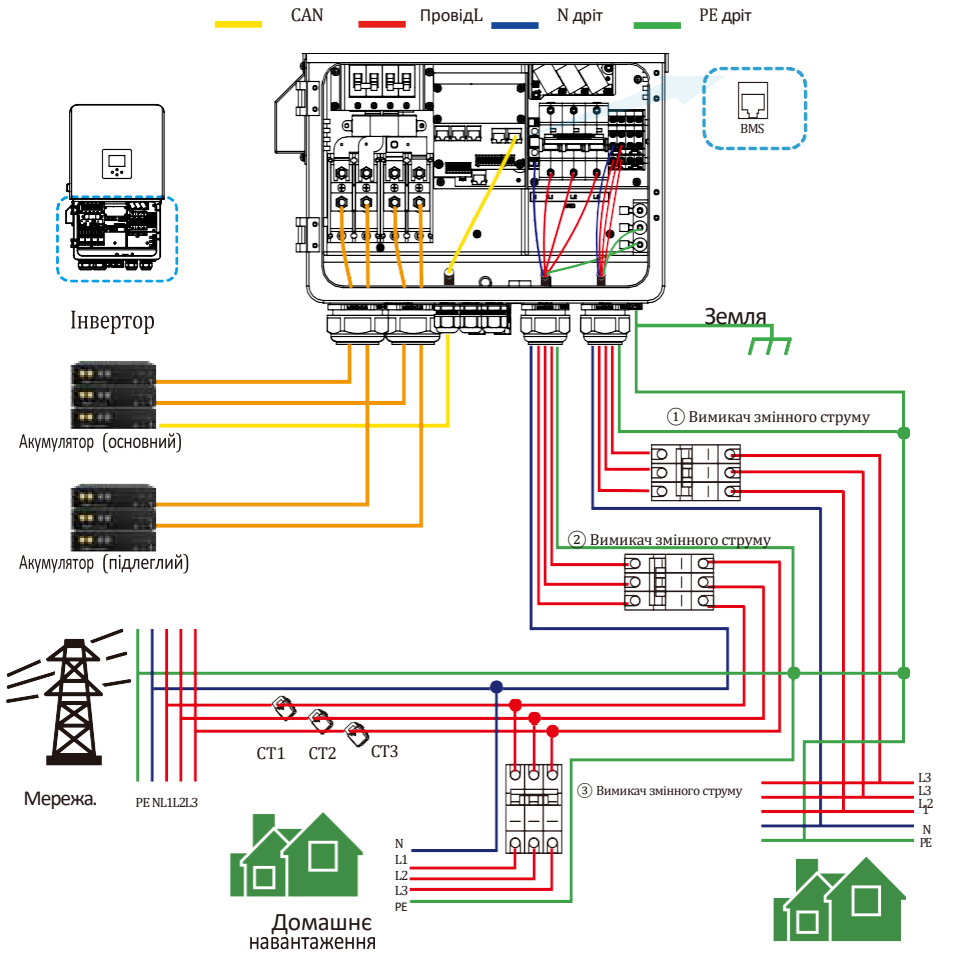 CAN ПровідL N дріт PE дріт
BMS
Інвертор
Земля
① Вимикач змінного струму
Акумулятор (основний)
② Вимикач змінного струму
Акумулятор (підлеглий)
CT1 CT2 CT3
Мережа.
PE NL1L2L3
③ Вимикач змінного струму
L3
L3
L2
1
N
PE
N
L1
L2
L3
PE
Домашнє
навантаження